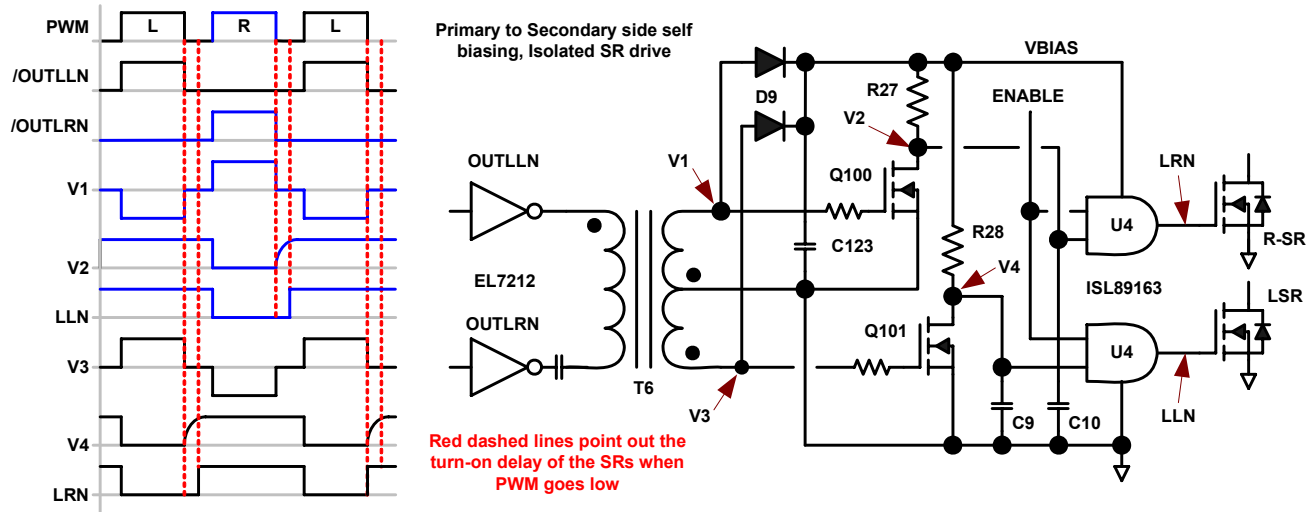 PWM
L
R
L
/OUTLLN
/OUTLRN
V1
V2
LLN
V3
V4
LRN
Primary to Secondary side self
biasing, Isolated SR drive
VBIAS
R27
D9
ENABLE
V2
OUTLLN
V1
Q100
LRN
U4
R-SR
C123
R28
EL7212
V4
ISL89163
LSR
OUTLRN
Q101
U4
T6
V3
C9
C10
LLN
Red dashed lines point out the
turn-on delay of the SRs when
PWM goes low